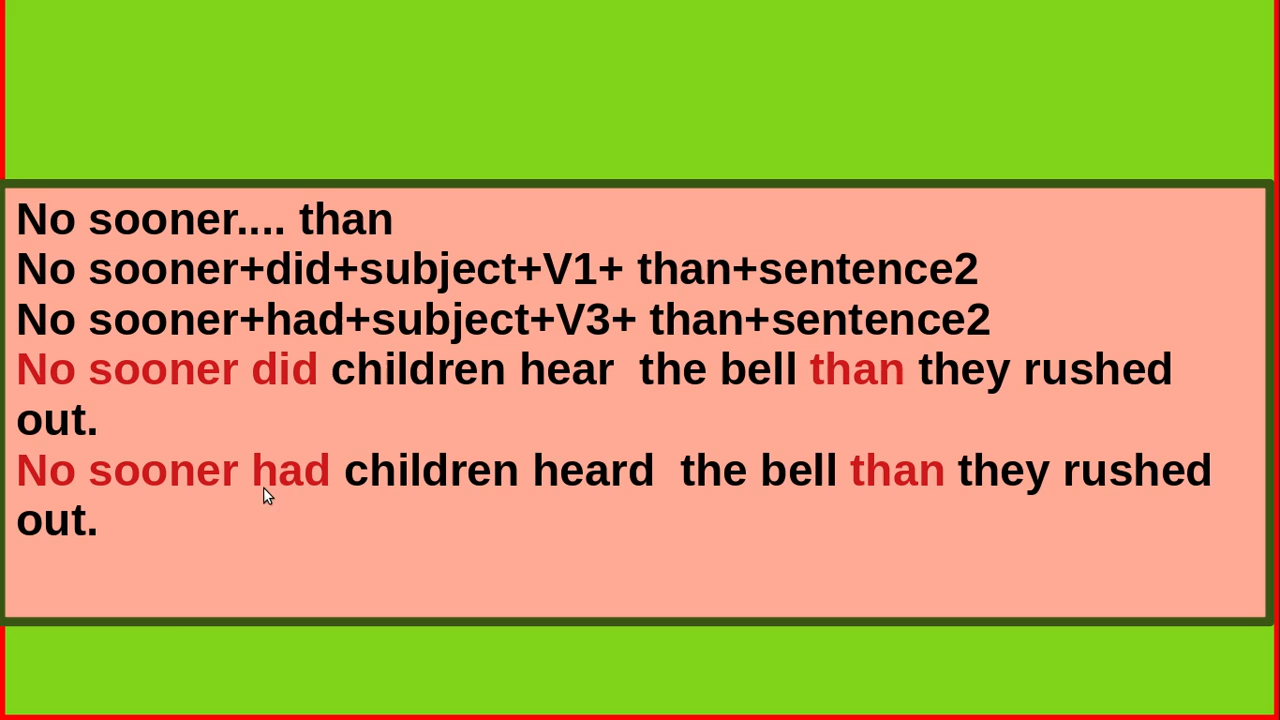 No sooner.... than
No sooner+did+subject+V1+ than+sentence2
No sooner+had+subject+V3+ than+sentence2
No sooner did children hear  the bell than they rushed
out.
No sooner had children heard  the bell than they rushed
out.